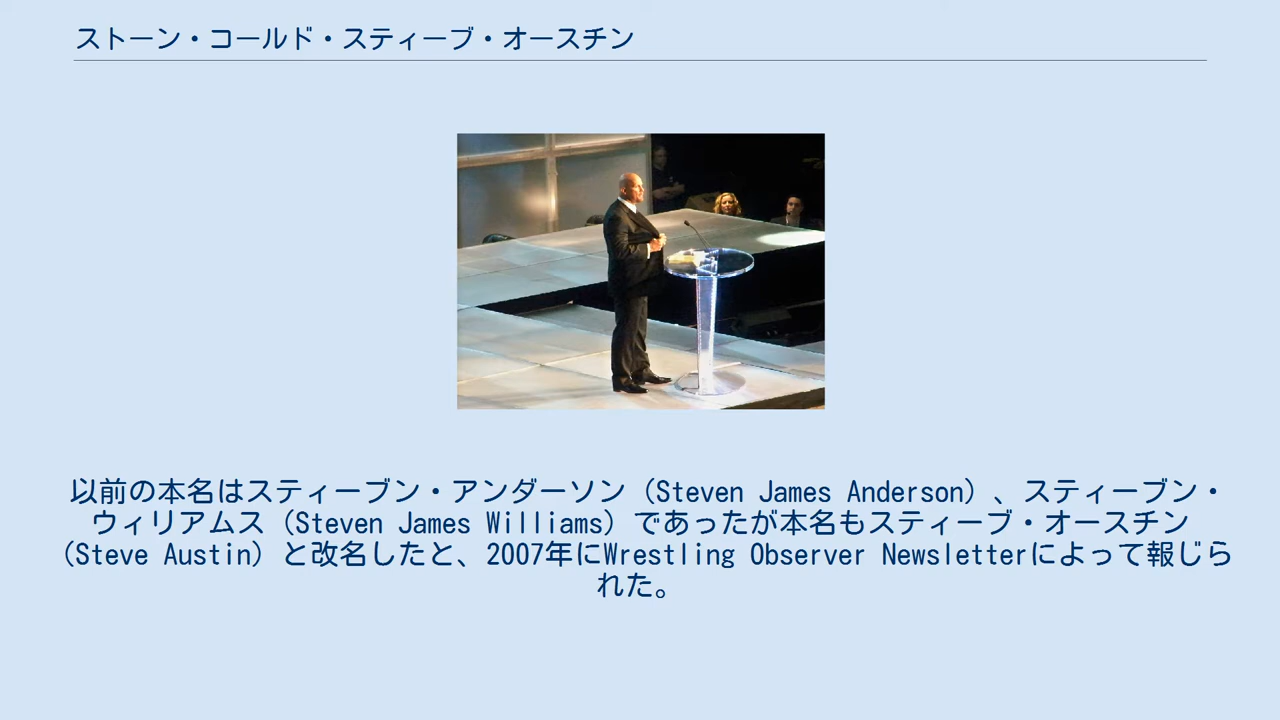 ストーン・コールド・スティーブ・オースチン
以前の本名はスティーブン・アンダーソン（Steven James Anderson）、スティーブン・
ウィリアムス（Steven James Williams）であったが本名もスティーブ・オースチン
（Steve Austin）と改名したと、2007年にWrestling Observer Newsletterによって報じら
れた。